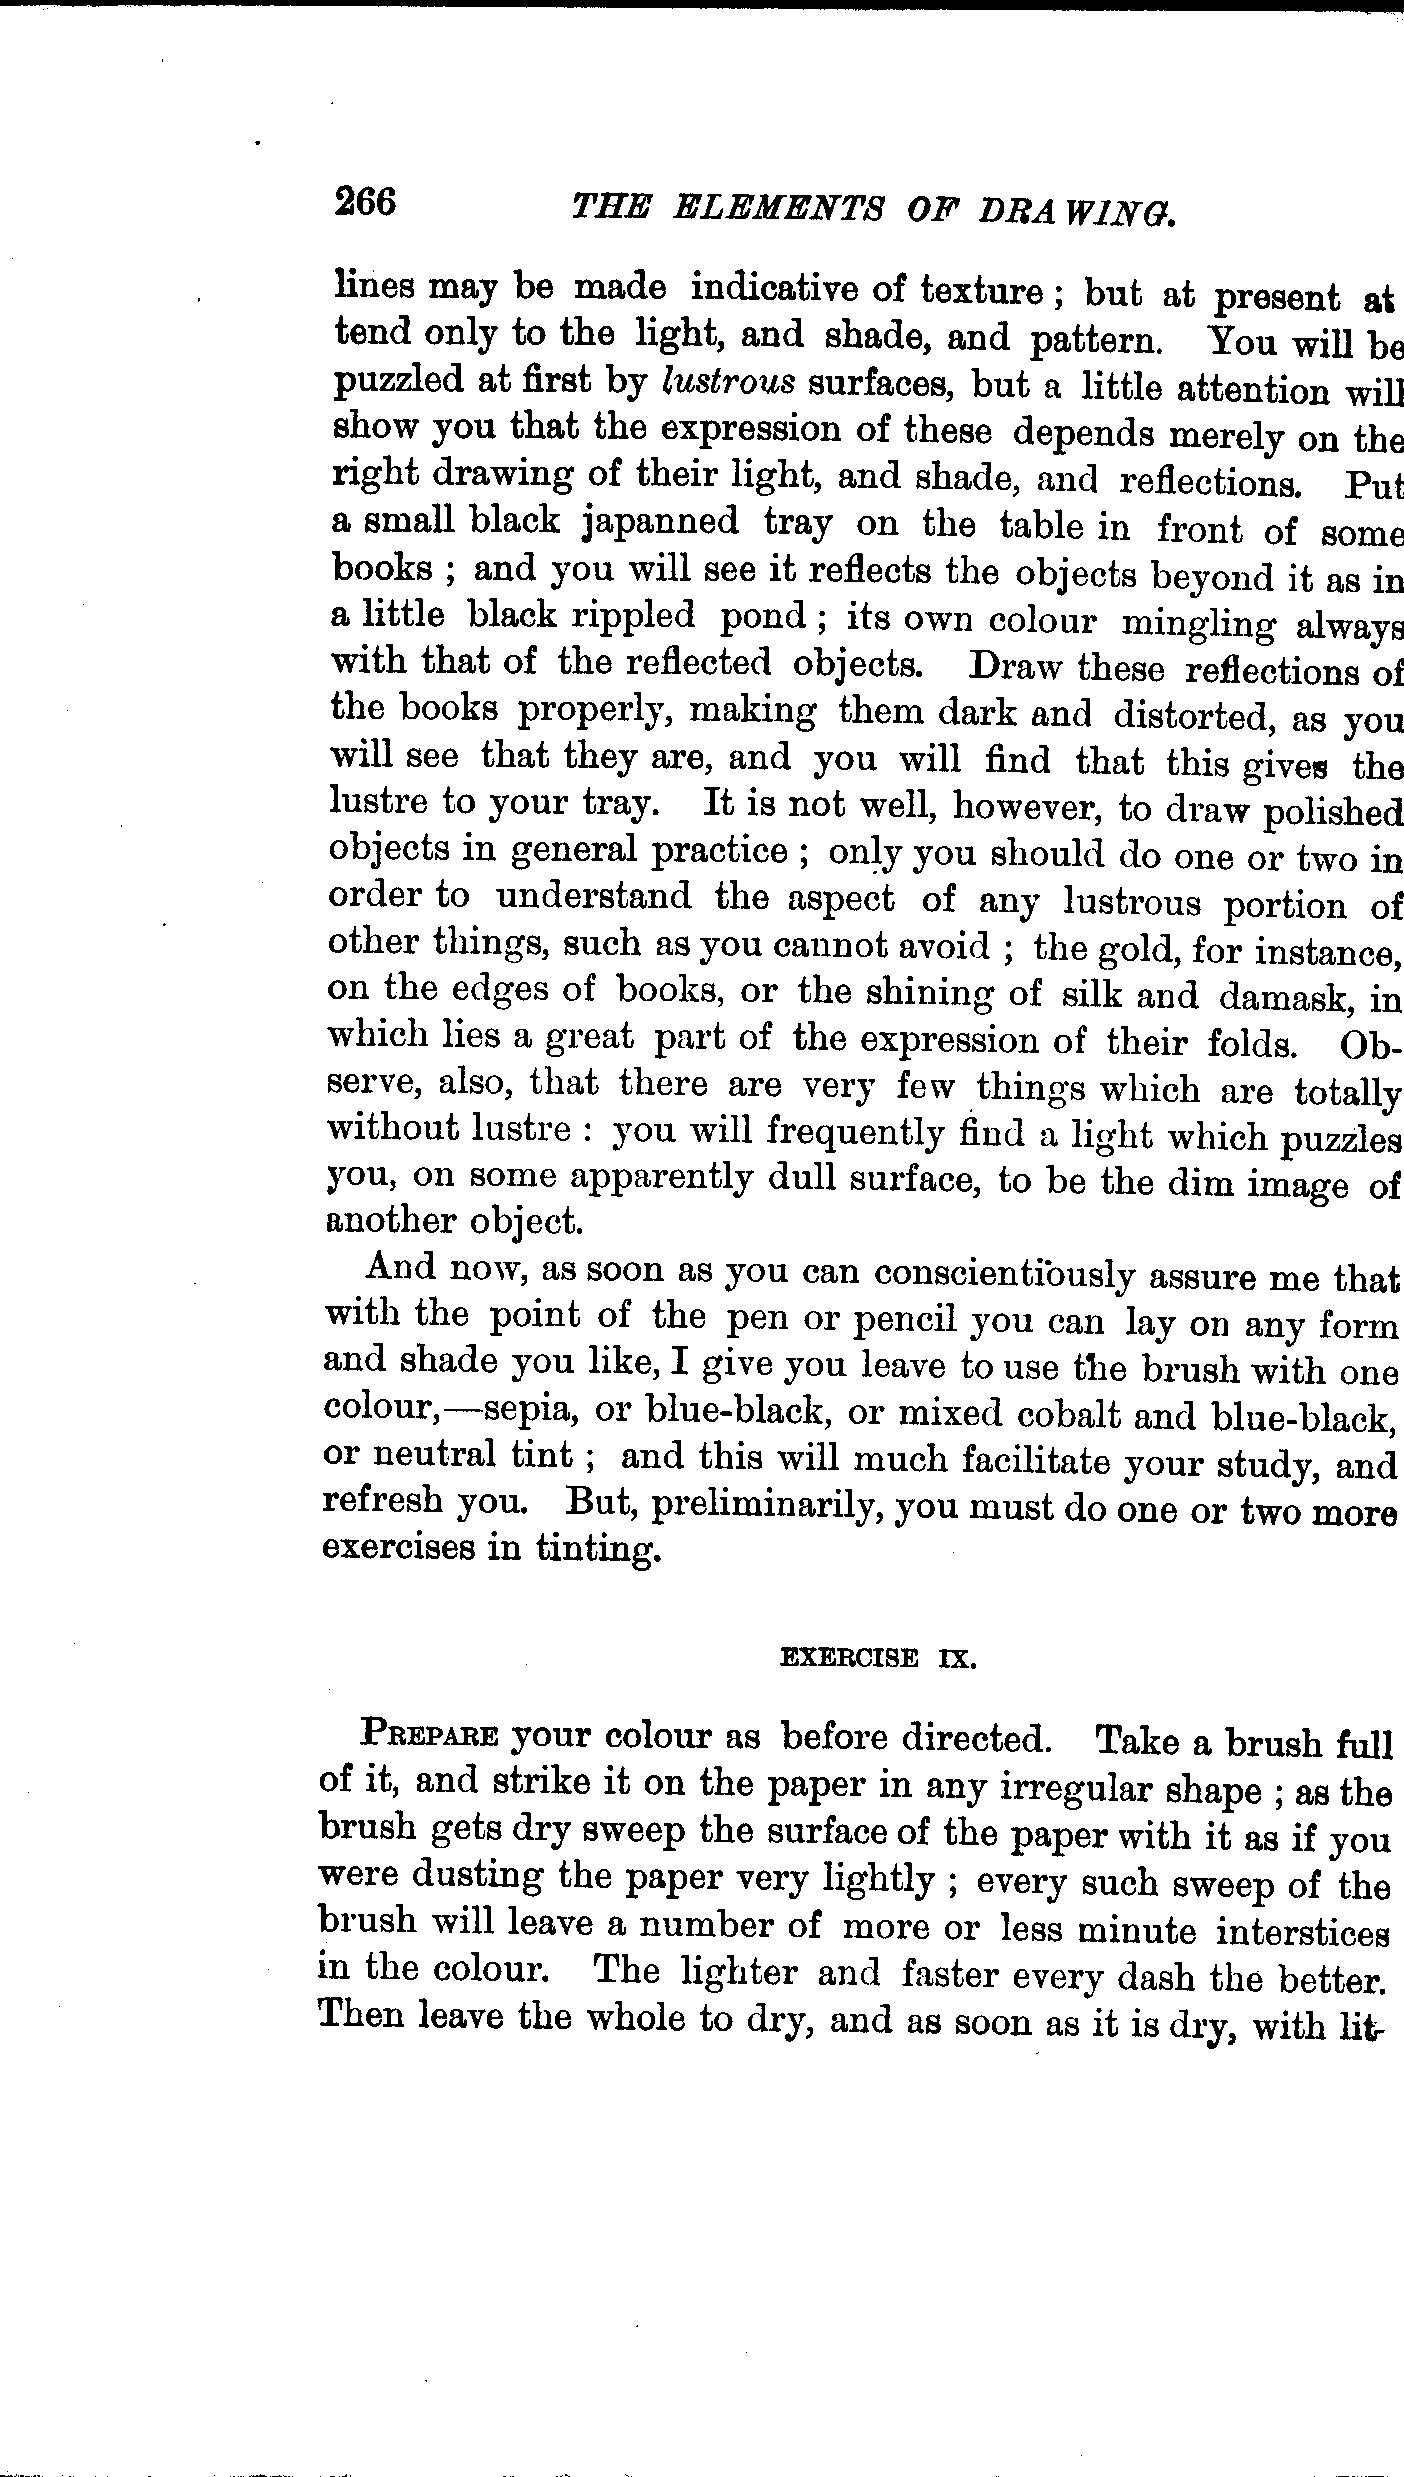 266 THE ELEMENTS OF DRAWING.
lines may be made indicative of texture; but at present at
tend only to the light, and shade, and pattern. You will be
puzzled at first by lustrous surfaces, but a little attention will
show you that the expression of these depends merely on the
right drawing of their light, and shade, and reflections. Put
a small black japanned tray on the table in front of some
books; and you will see it reflects the objects beyond it as in
a little black rippled pond; its own colour mingling always
with that of the reflected objects. Draw these reflections of
the books properly, making them dark and distorted, as you
will see that they are, and you will find that this gives the
lustre to your tray. It is not well, however, to draw polished
objects in general practice; only you should do one or two in
order to understand the aspect of any lustrous portion of
other things, such as you cannot avoid; the gold, for instance,
on the edges of books, or the shining of silk and damask, in
which lies a great part of the expression of their folds. Ob-
serve, also, that there are very few things which are totally
without lustre: you will frequently find a light which puzzles
you, on some apparently dull surface, to be the dim image of
another object.
And now, as soon as you can conscientiously assure me that
with the point of the pen or pencil you can lay on any form
and shade you like, I give you leave to use the brush with one
colour,—sepia, or blue-black, or mixed cobalt and blue-black,
or neutral tint; and this will much facilitate your study, and
refresh you. But, preliminarily, you must do one or two more
exercises in tinting.
EXERCISE IX.
PREPARE your colour as before directed. Take a brush full
of it, and strike it on the paper in any irregular shape; as the
brush gets dry sweep the surface of the paper with it as if you
were dusting the paper very lightly; every such sweep of the
brush will leave a number of more or less minute interstices
in the colour. The lighter and faster every dash the better.
Then leave the whole to dry, and as soon as it is dry, with lit-